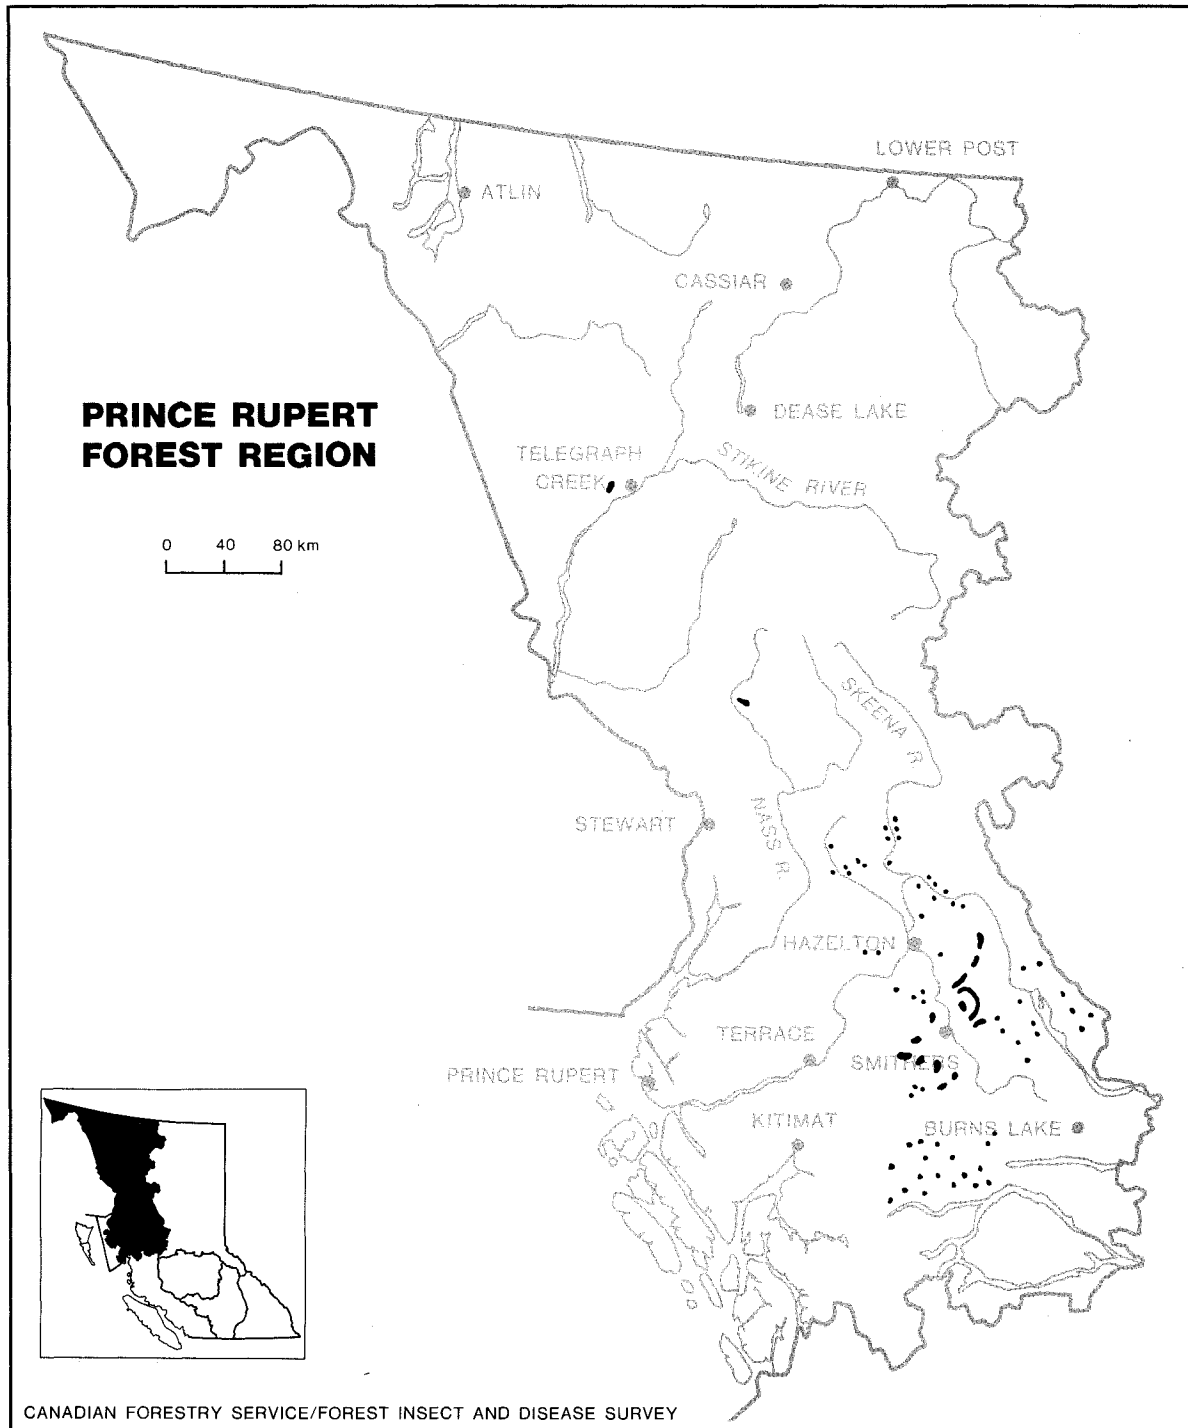 LOWER POST
ATLIN
CASSIAR
PRINCE RUPERT
FOREST REGION
DEASE LAKE
TELEGRAPH
CREEK
STIKINE RIVER
0 40 80 km
SKEENA R.
NASS R.
STEWART
HAZELTON
TERRACE
SMITHERS
PRINCE RUPERT
KITIMAT
BURNS LAKE
CANADIAN FORESTRY SERVICE/FOREST INSECT AND DISEASE SURVEY